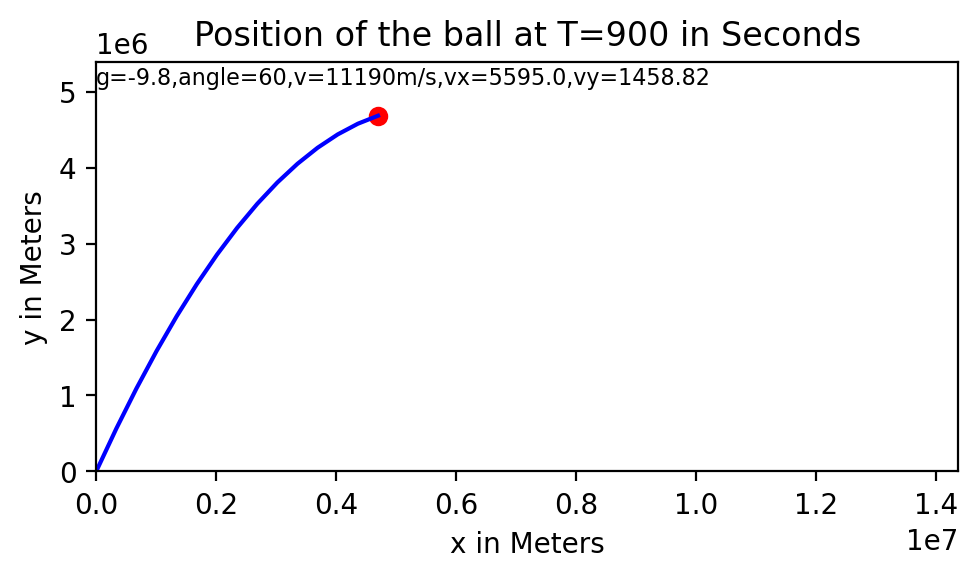 Position of the ball at T=900 in Seconds
1e6
g=-9.8,angle=60,v=11190m/s,vx=5595.0,vy=1458.82
5
4
3
2
1
0
y in Meters
0.0 0.2 0.4 0.6 0.8 1.0 1.2 1.4
x in Meters
1e7